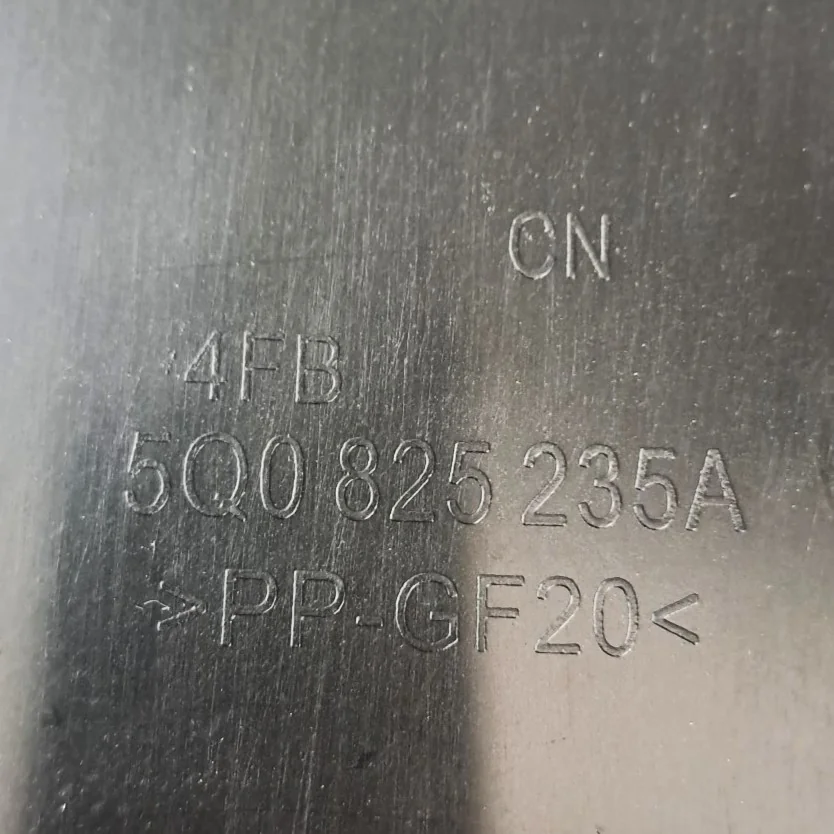 CN
4FB
5Q0 825 235A
>PP-GF20<